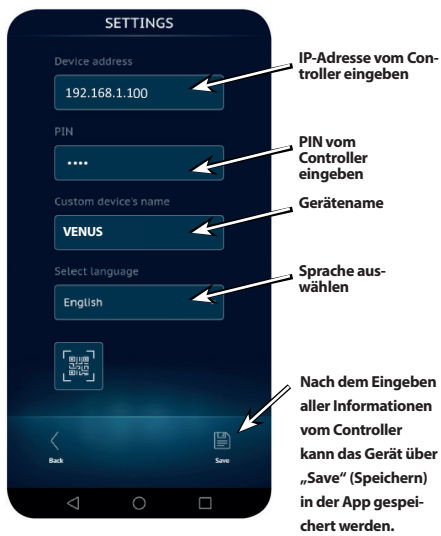 SETTINGS
Device address
192.168.1.100
IP-Adresse vom Con-
troller eingeben
PIN
••••
PIN vom
Controller
eingeben
Custom device's name
VENUS
Gerätename
Select language
English
Sprache aus-
wählen
Back
Save
Nach dem Eingeben
aller Informationen
vom Controller
kann das Gerät über
„Save“ (Speichern)
in der App gespei-
chert werden.